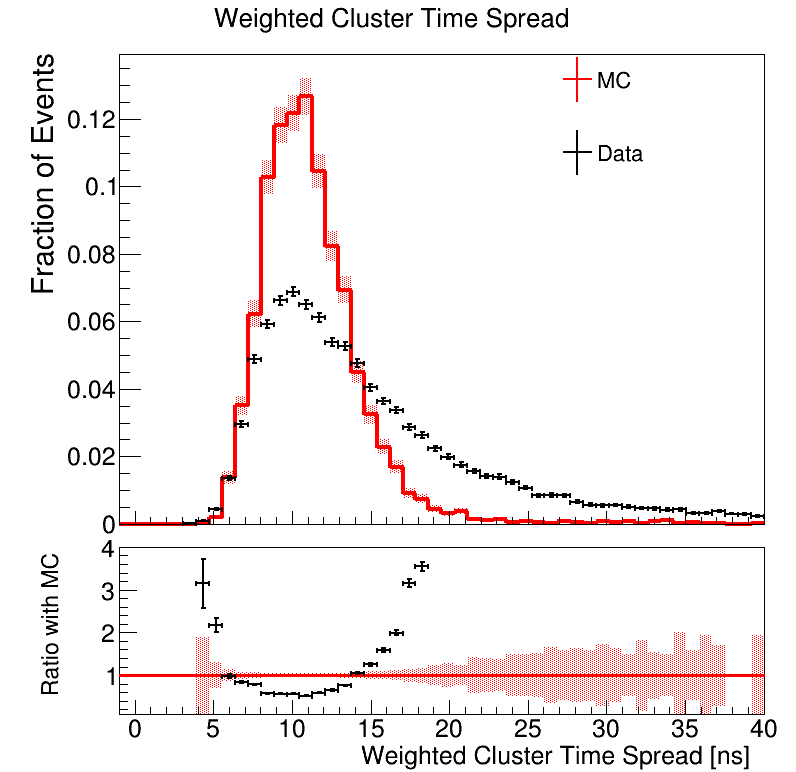 Weighted Cluster Time Spread
Fraction of Events
0.12
0.1
0.08
0.06
0.04
0.02
0
MC
Data
Ratio with MC
4
3
2
1
0 5 10 15 20 25 30 35 40
Weighted Cluster Time Spread [ns]